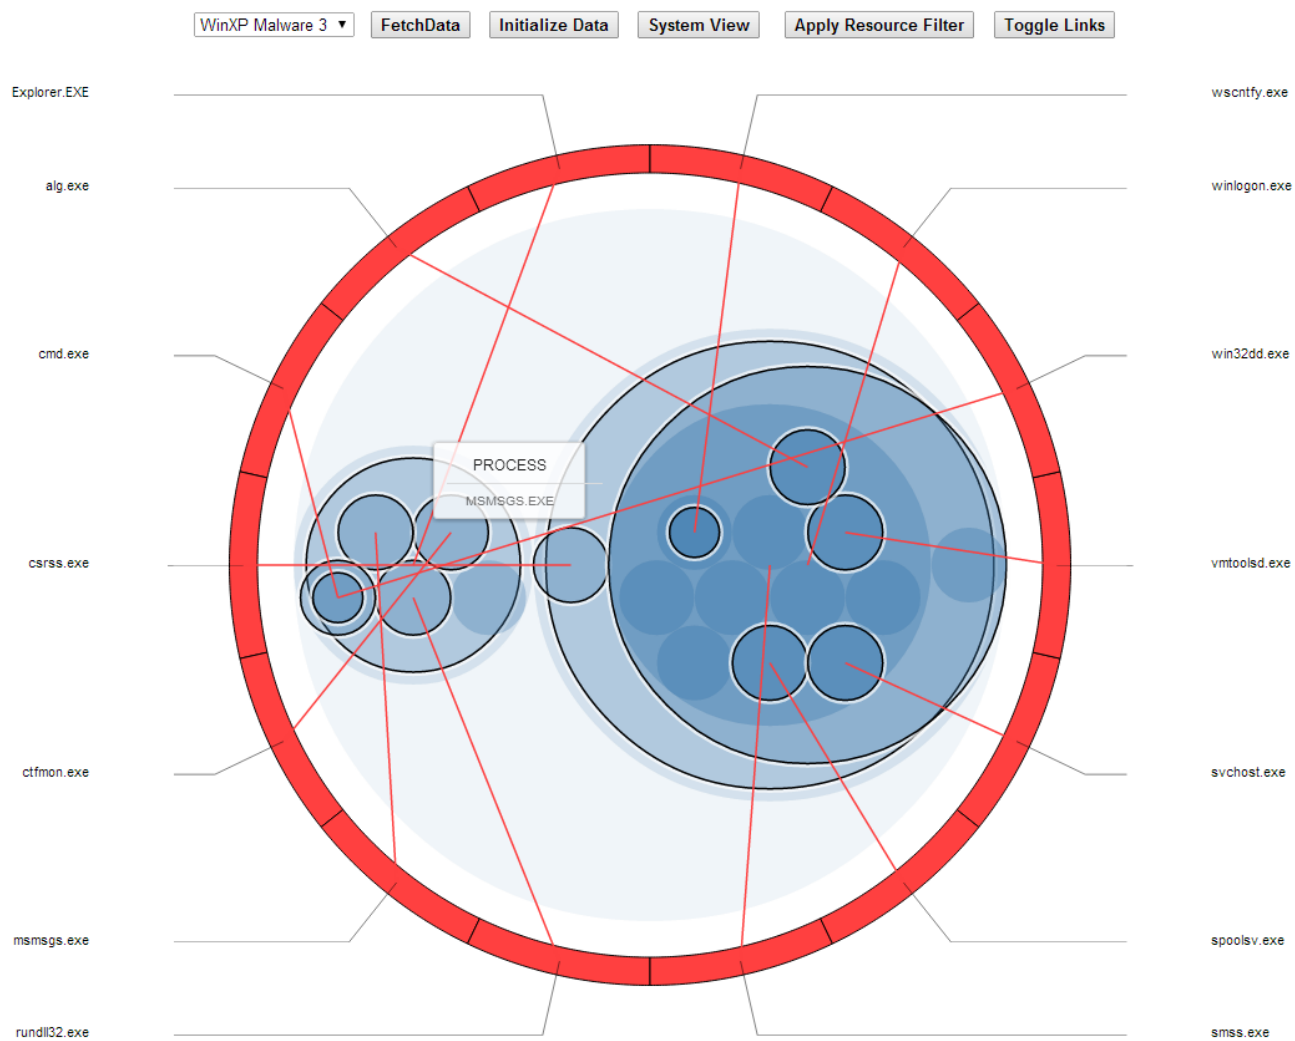 WinXP Malware 3
FetchData
Initialize Data
System View
Apply Resource Filter
Toggle Links
Explorer.EXE
wscntfy.exe
alg.exe
winlogon.exe
cmd.exe
win32dd.exe
PROCESS
MSMSGS.EXE
csrss.exe
vmtoolsd.exe
ctfmon.exe
svchost.exe
msmsgs.exe
spoolsv.exe
rundll32.exe
smss.exe